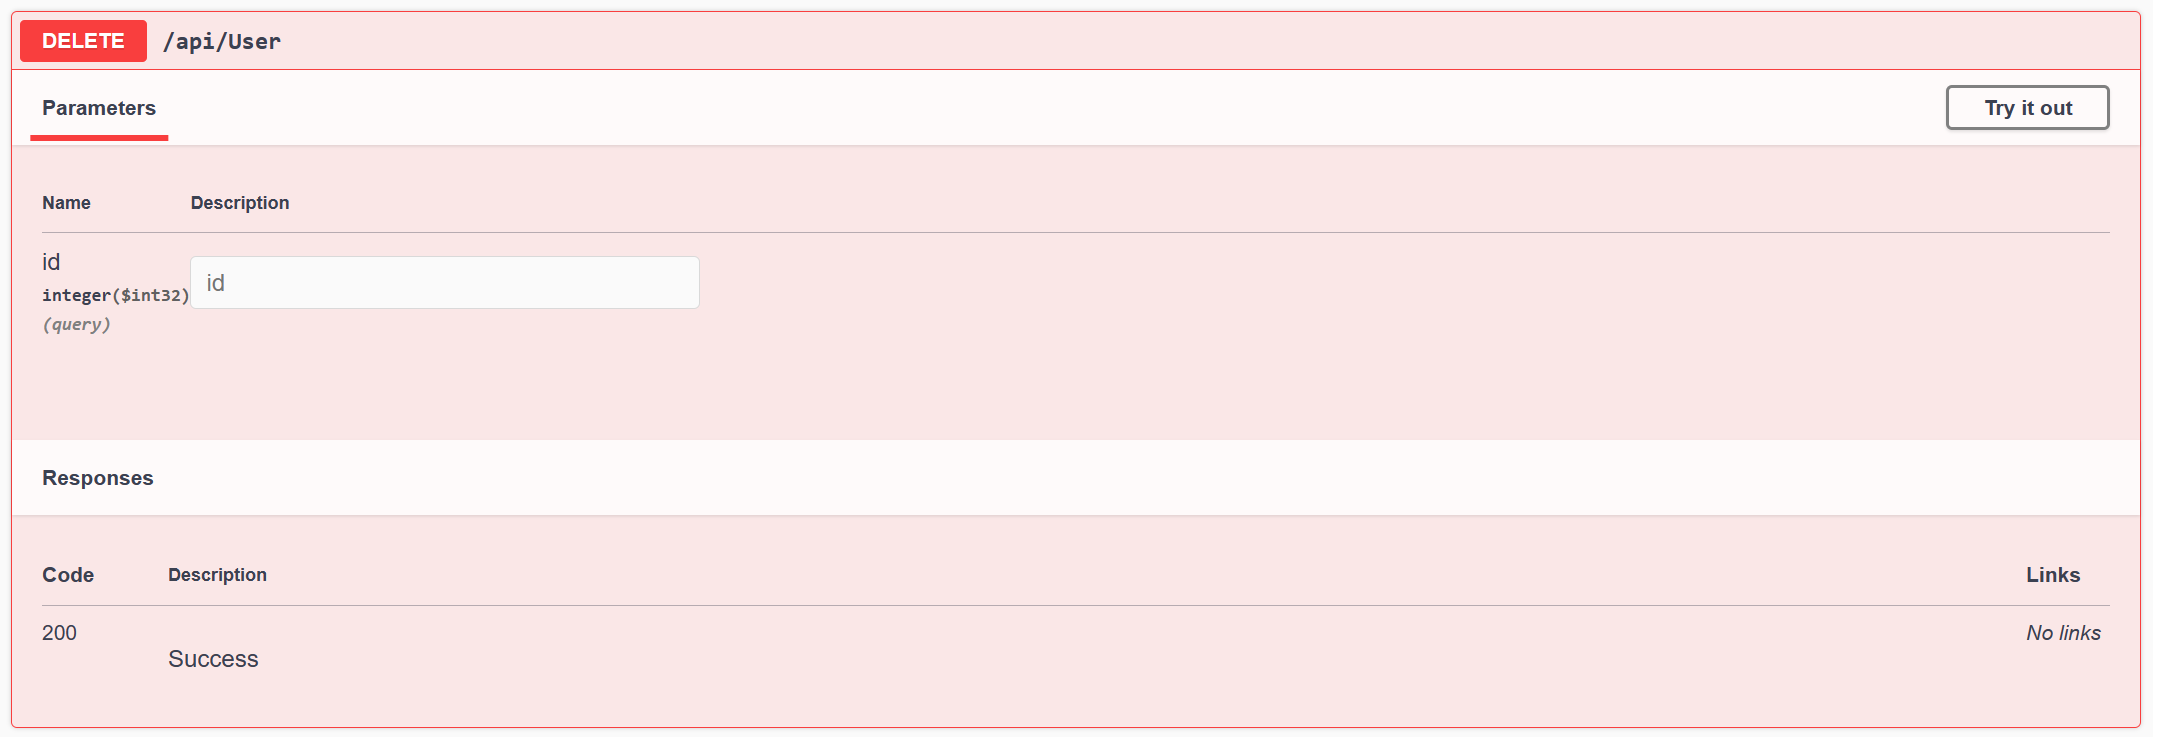 DELETE /api/User
Parameters Try it out
Name Description
id
id
integer($int32)
(query)
Responses
Code Description Links
200 No links
Success